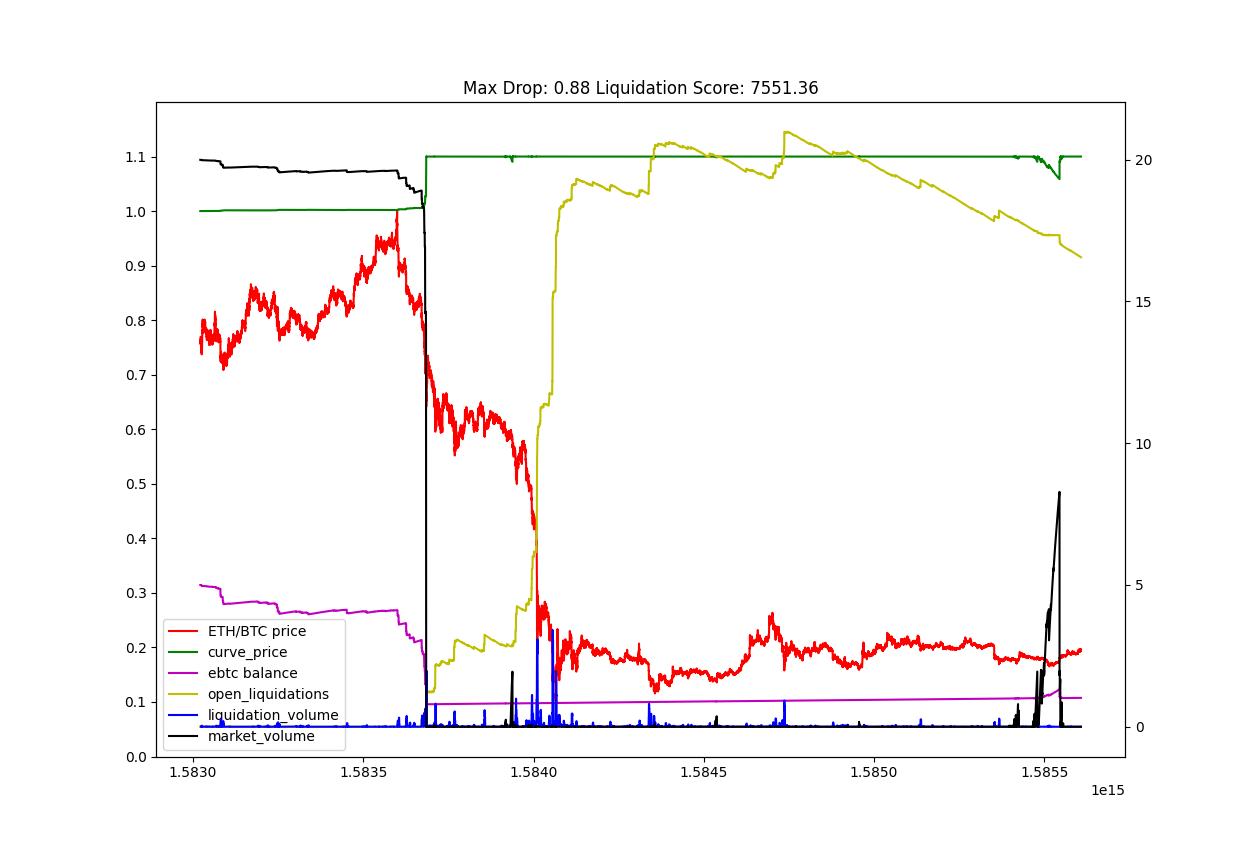 Max Drop: 0.88 Liquidation Score: 7551.36
1.1
1.0
0.9
0.8
0.7
0.6
0.5
0.4
0.3
0.2
0.1
0.0
20
15
10
5
0
ETH/BTC price
curve_price
ebtc balance
open_liquidations
liquidation_volume
market_volume
1.5830 1.5835 1.5840 1.5845 1.5850 1.5855
1e15